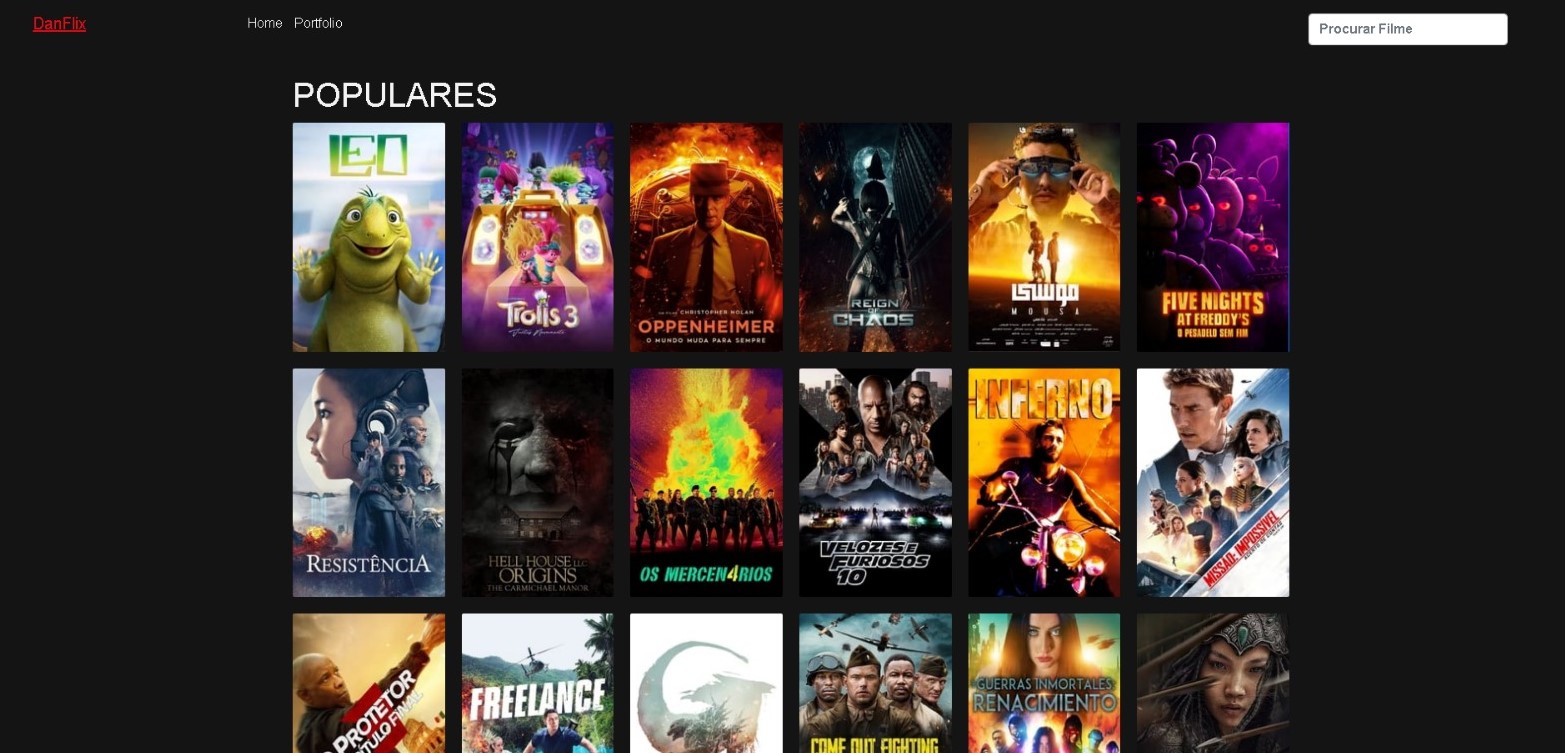 DanFlix
Home
Portfolio
Procurar Filme
POPULARES
LEO
Trolls 3
UM FILME CHRISTOPHER NOLAN
OPPENHEIMER
O MUNDO MUDA PARA SEMPRE
REIGN
OF
CHAOS
موسى
MOUSA
FIVE NIGHTS
AT FREDDY'S
O PESADELO SEM FIM
RESISTÊNCIA
HELL HOUSE LLC
ORIGINS
THE CARMICHAEL MANOR
OS MERCEN4RIOS
VELOZES E
FURIOSOS
10
INFERNO
MISSÃO: IMPOSSÍVEL
O PROTETOR
CAPÍTULO FINAL
FREELANCE
COME OUT FIGHTING
GUERRAS INMORTALES
RENACIMIENTO